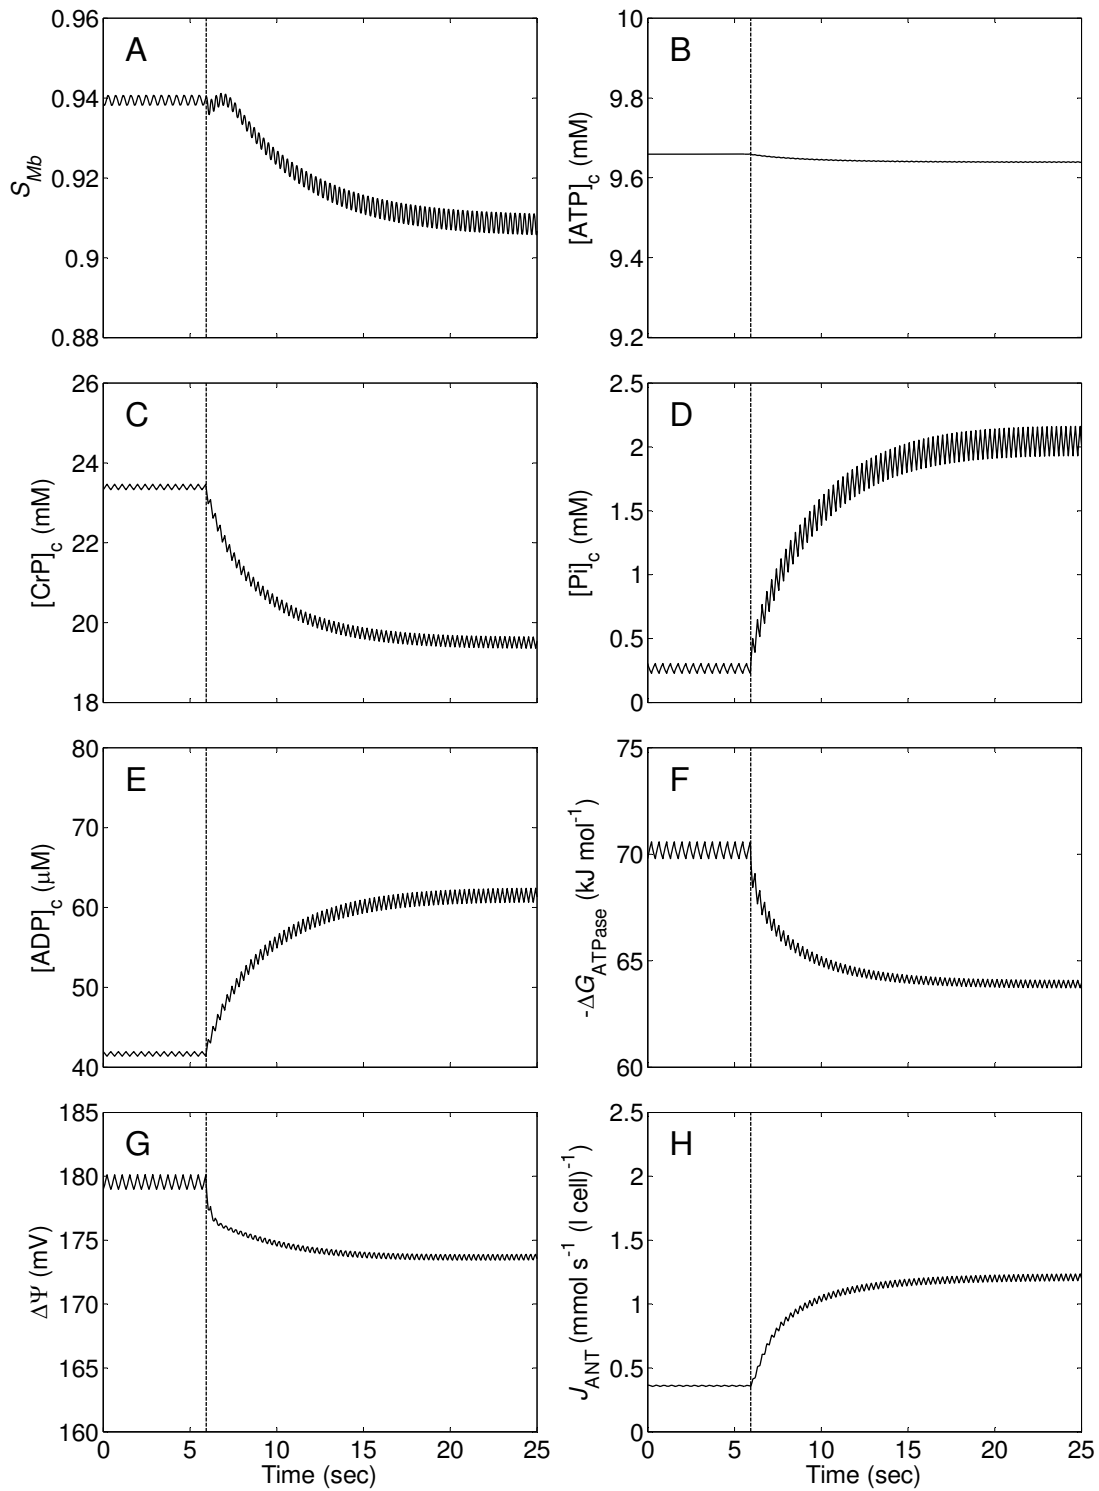 A
0.96
0.94
0.92
0.9
0.88
S_Mb
B
10
9.8
9.6
9.4
9.2
[ATP]_c (mM)
C
26
24
22
20
18
[CrP]_c (mM)
D
2.5
2
1.5
1
0.5
0
[Pi]_c (mM)
E
80
70
60
50
40
[ADP]_c (μM)
F
75
70
65
60
-ΔG_ATPase (kJ mol⁻¹)
G
185
180
175
170
165
160
ΔΨ (mV)
0 5 10 15 20 25
Time (sec)
H
2.5
2
1.5
1
0.5
0
J_ANT (mmol s⁻¹ (l cell)⁻¹)
0 5 10 15 20 25
Time (sec)